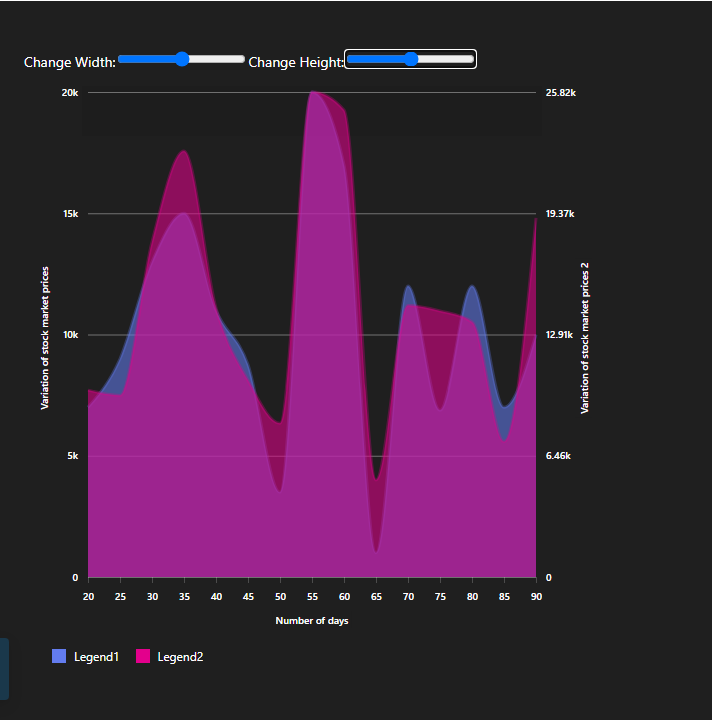 Change Width: Change Height:
20k 25.82k
15k 19.37k
Variation of stock market prices
Variation of stock market prices 2
10k 12.91k
5k 6.46k
0 0
20 25 30 35 40 45 50 55 60 65 70 75 80 85 90
Number of days
Legend1 Legend2